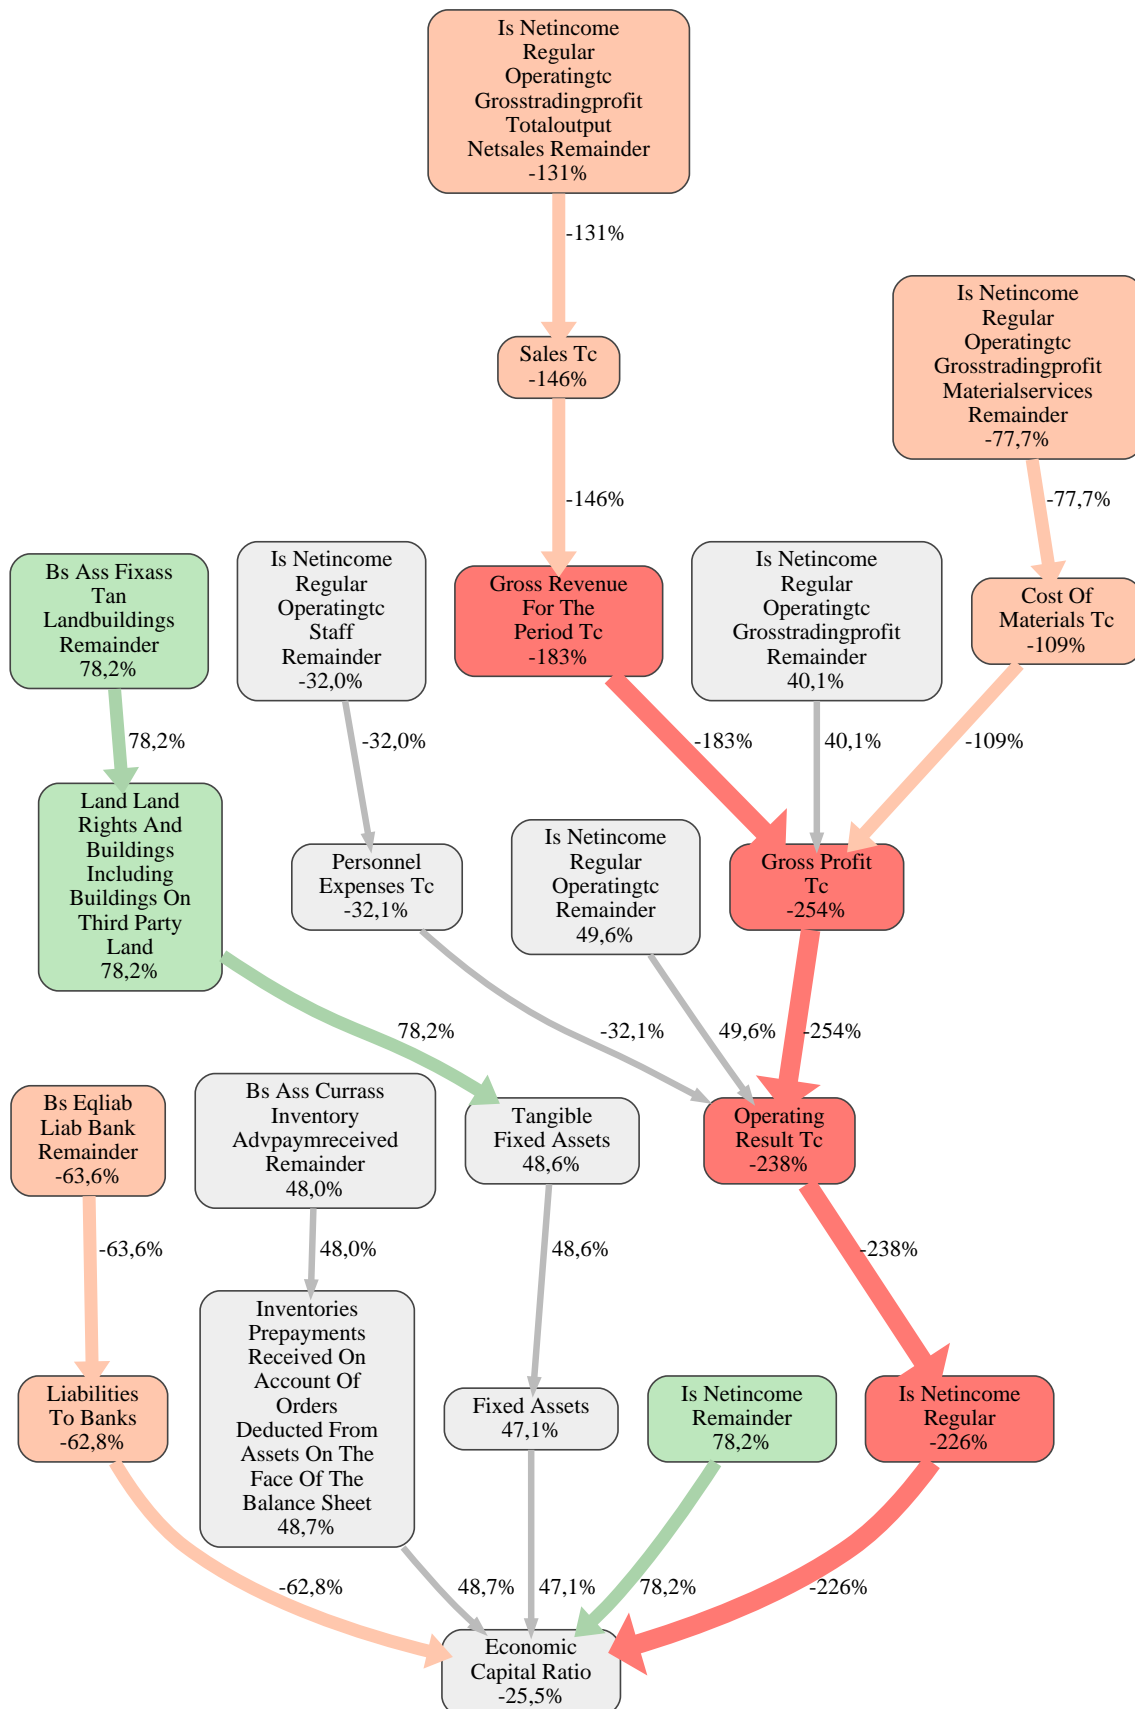 Is Netincome
Regular
Operatingtc
Grosstradingprofit
Totaloutput
Netsales Remainder
-131%
-131%
Sales Tc
-146%
Is Netincome
Regular
Operatingtc
Grosstradingprofit
Materialservices
Remainder
-77,7%
-146%
-77,7%
Bs Ass Fixass
Tan
Landbuildings
Remainder
78,2%
Is Netincome
Regular
Operatingtc
Staff
Remainder
-32,0%
Gross Revenue
For The
Period Tc
-183%
Is Netincome
Regular
Operatingtc
Grosstradingprofit
Remainder
40,1%
Cost Of
Materials Tc
-109%
78,2%
-32,0%
-183%
40,1%
-109%
Land Land
Rights And
Buildings
Including
Buildings On
Third Party
Land
78,2%
Personnel
Expenses Tc
-32,1%
Is Netincome
Regular
Operatingtc
Remainder
49,6%
Gross Profit
Tc
-254%
78,2%
-32,1%
49,6%
-254%
Bs Eqliab
Liab Bank
Remainder
-63,6%
Bs Ass Currass
Inventory
Advpaymreceived
Remainder
48,0%
Tangible
Fixed Assets
48,6%
Operating
Result Tc
-238%
-63,6%
48,0%
48,6%
-238%
Liabilities
To Banks
-62,8%
Inventories
Prepayments
Received On
Account Of
Orders
Deducted From
Assets On The
Face Of The
Balance Sheet
48,7%
Fixed Assets
47,1%
Is Netincome
Remainder
78,2%
Is Netincome
Regular
-226%
-62,8%
48,7%
47,1%
78,2%
-226%
Economic
Capital Ratio
-25,5%